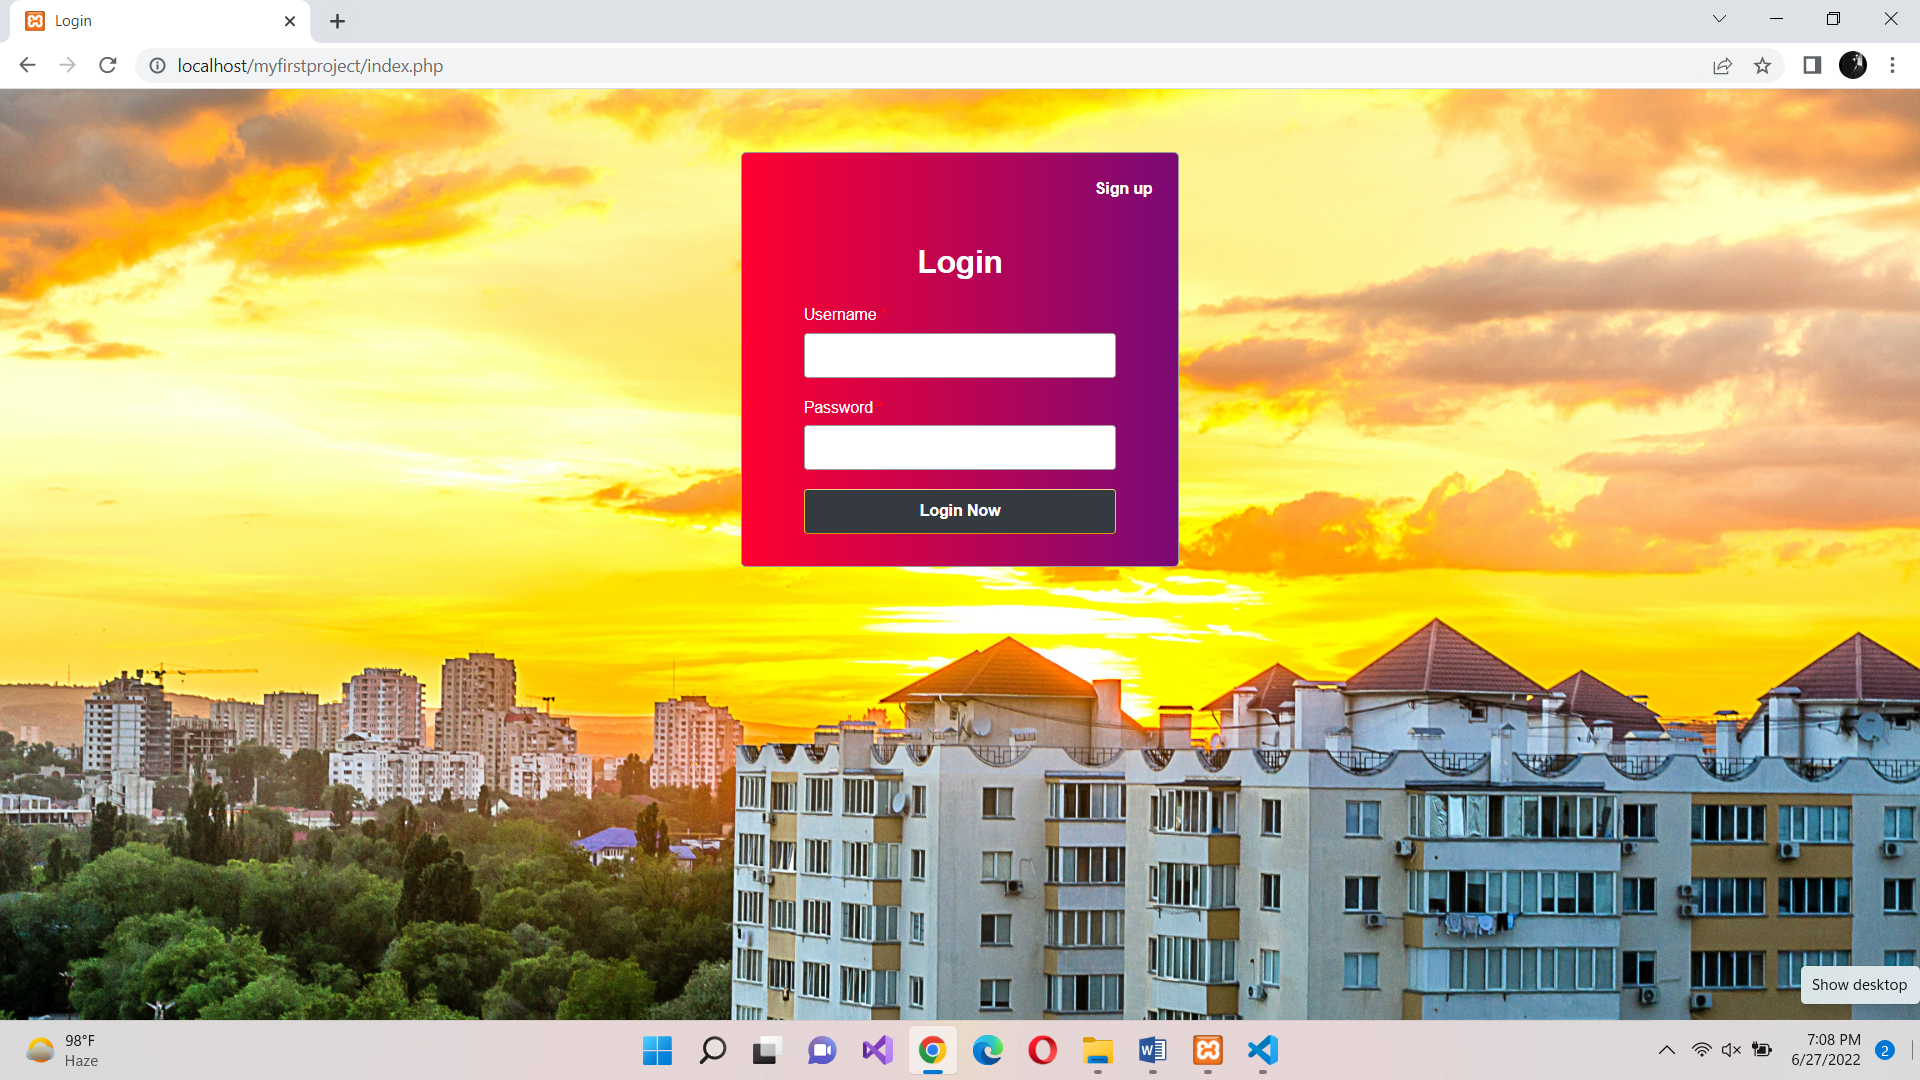 Login
localhost/myfirstproject/index.php
Sign up
Login
Username *
Password *
Login Now
Show desktop
98°F
Haze
7:08 PM
6/27/2022
2